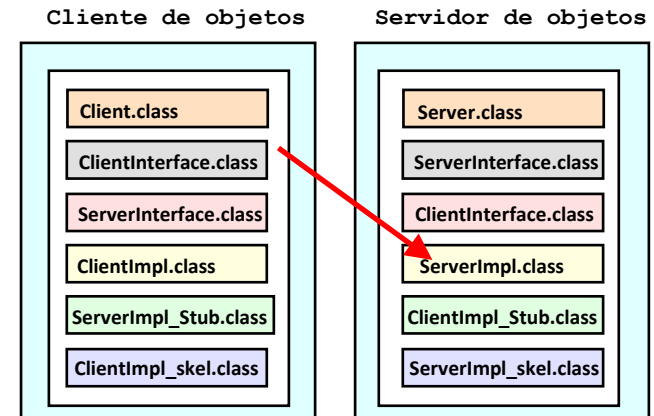 Cliente de objetos
Client.class
ClientInterface.class
ServerInterface.class
ClientImpl.class
ServerImpl_Stub.class
ClientImpl_skel.class
Servidor de objetos
Server.class
ServerInterface.class
ClientInterface.class
ServerImpl.class
ClientImpl_Stub.class
ServerImpl_skel.class